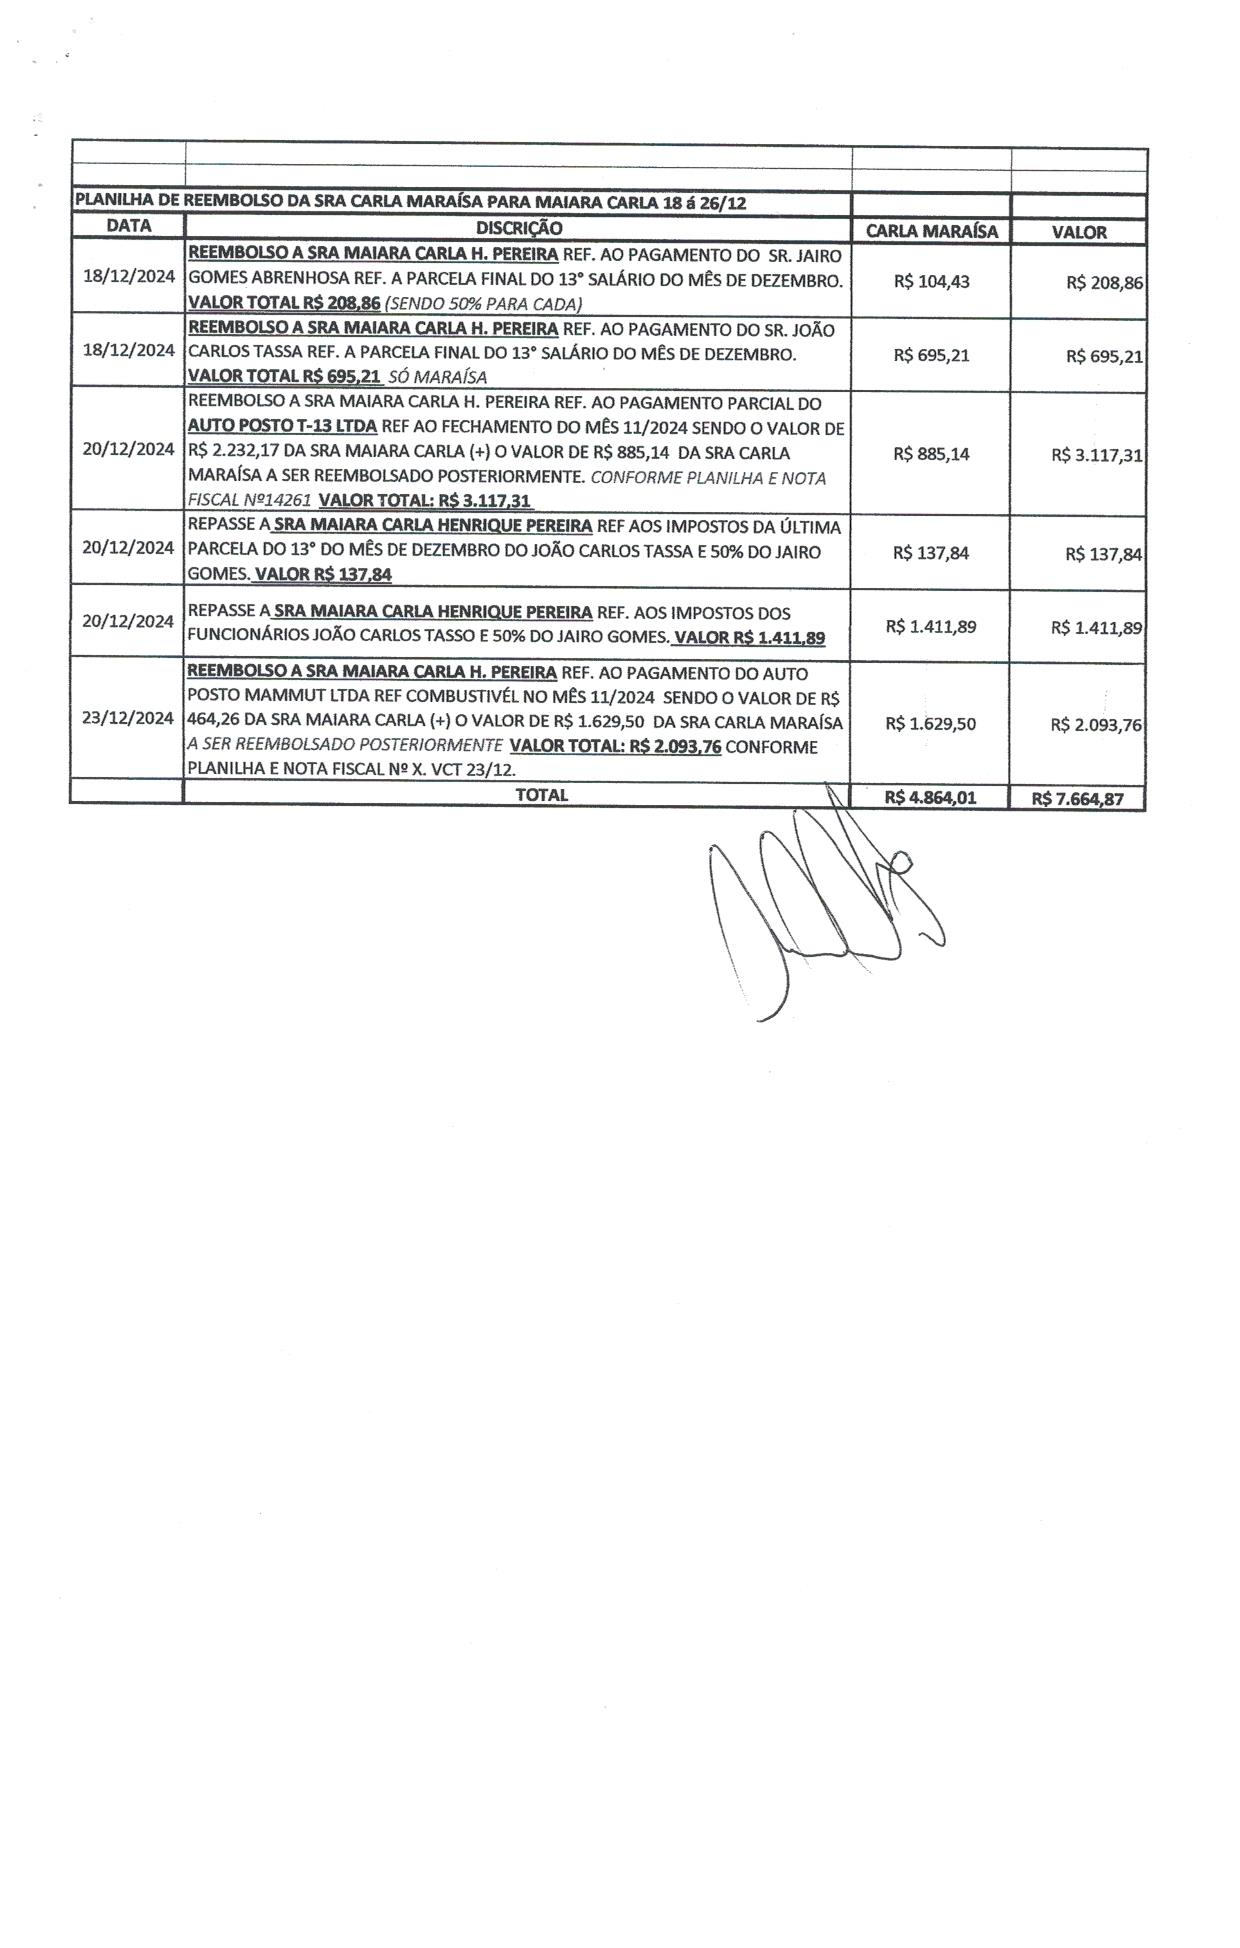 PLANILHA DE REEMBOLSO DA SRA CARLA MARAÍSA PARA MAIARA CARLA 18 á 26/12
DATA DISCRIÇÃO CARLA MARAÍSA VALOR
REEMBOLSO A SRA MAIARA CARLA H. PEREIRA REF. AO PAGAMENTO DO SR. JAIRO
18/12/2024 GOMES ABRENHOSA REF. A PARCELA FINAL DO 13° SALÁRIO DO MÊS DE DEZEMBRO. R$ 104,43 R$ 208,86
VALOR TOTAL R$ 208,86 (SENDO 50% PARA CADA)
REEMBOLSO A SRA MAIARA CARLA H. PEREIRA REF. AO PAGAMENTO DO SR. JOÃO
18/12/2024 CARLOS TASSA REF. A PARCELA FINAL DO 13° SALÁRIO DO MÊS DE DEZEMBRO. R$ 695,21 R$ 695,21
VALOR TOTAL R$ 695,21 SÓ MARAÍSA
REEMBOLSO A SRA MAIARA CARLA H. PEREIRA REF. AO PAGAMENTO PARCIAL DO
AUTO POSTO T-13 LTDA REF AO FECHAMENTO DO MÊS 11/2024 SENDO O VALOR DE
20/12/2024 R$ 2.232,17 DA SRA MAIARA CARLA (+) O VALOR DE R$ 885,14 DA SRA CARLA R$ 885,14 R$ 3.117,31
MARAÍSA A SER REEMBOLSADO POSTERIORMENTE. CONFORME PLANILHA E NOTA
FISCAL Nº14261 VALOR TOTAL: R$ 3.117,31
REPASSE A SRA MAIARA CARLA HENRIQUE PEREIRA REF AOS IMPOSTOS DA ÚLTIMA
20/12/2024 PARCELA DO 13° DO MÊS DE DEZEMBRO DO JOÃO CARLOS TASSA E 50% DO JAIRO R$ 137,84 R$ 137,84
GOMES. VALOR R$ 137,84
REPASSE A SRA MAIARA CARLA HENRIQUE PEREIRA REF. AOS IMPOSTOS DOS
20/12/2024 FUNCIONÁRIOS JOÃO CARLOS TASSO E 50% DO JAIRO GOMES. VALOR R$ 1.411,89 R$ 1.411,89 R$ 1.411,89
REEMBOLSO A SRA MAIARA CARLA H. PEREIRA REF. AO PAGAMENTO DO AUTO
POSTO MAMMUT LTDA REF COMBUSTIVÉL NO MÊS 11/2024 SENDO O VALOR DE R$
23/12/2024 464,26 DA SRA MAIARA CARLA (+) O VALOR DE R$ 1.629,50 DA SRA CARLA MARAÍSA R$ 1.629,50 R$ 2.093,76
A SER REEMBOLSADO POSTERIORMENTE VALOR TOTAL: R$ 2.093,76 CONFORME
PLANILHA E NOTA FISCAL Nº X. VCT 23/12.
TOTAL R$ 4.864,01 R$ 7.664,87